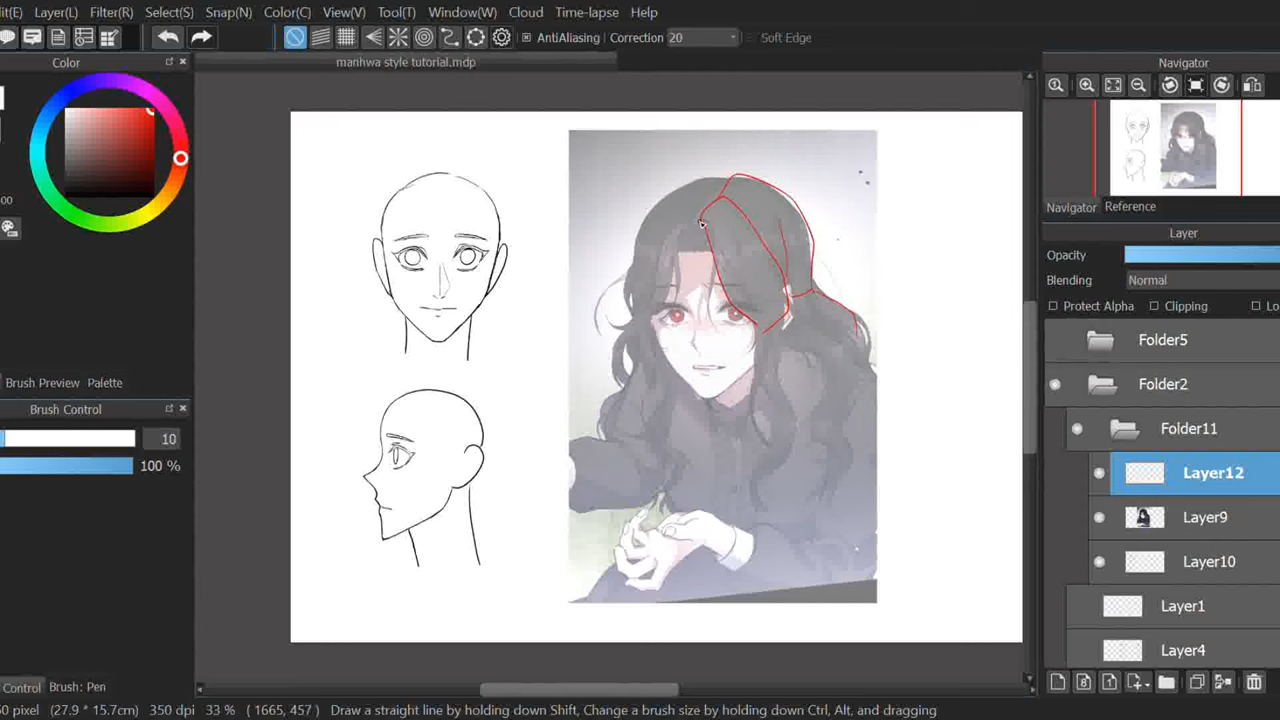 lit(E) Layer(L) Filter(R) Select(S) Snap(N) Color(C) View(V) Tool(T) Window(W) Cloud Time-lapse Help
AntiAliasing Correction 20 Soft Edge
Color
manhwa style tutorial.mdp
Navigator
00
Navigator Reference
Layer
Opacity
Blending Normal
Protect Alpha Clipping Lo
Folder5
Brush Preview Palette
Folder2
Brush Control
Folder11
10
100 %
Layer12
Layer9
Layer10
Layer1
Layer4
Control Brush: Pen
50 pixel (27.9 * 15.7cm) 350 dpi 33 % ( 1665, 457 ) Draw a straight line by holding down Shift, Change a brush size by holding down Ctrl, Alt, and dragging